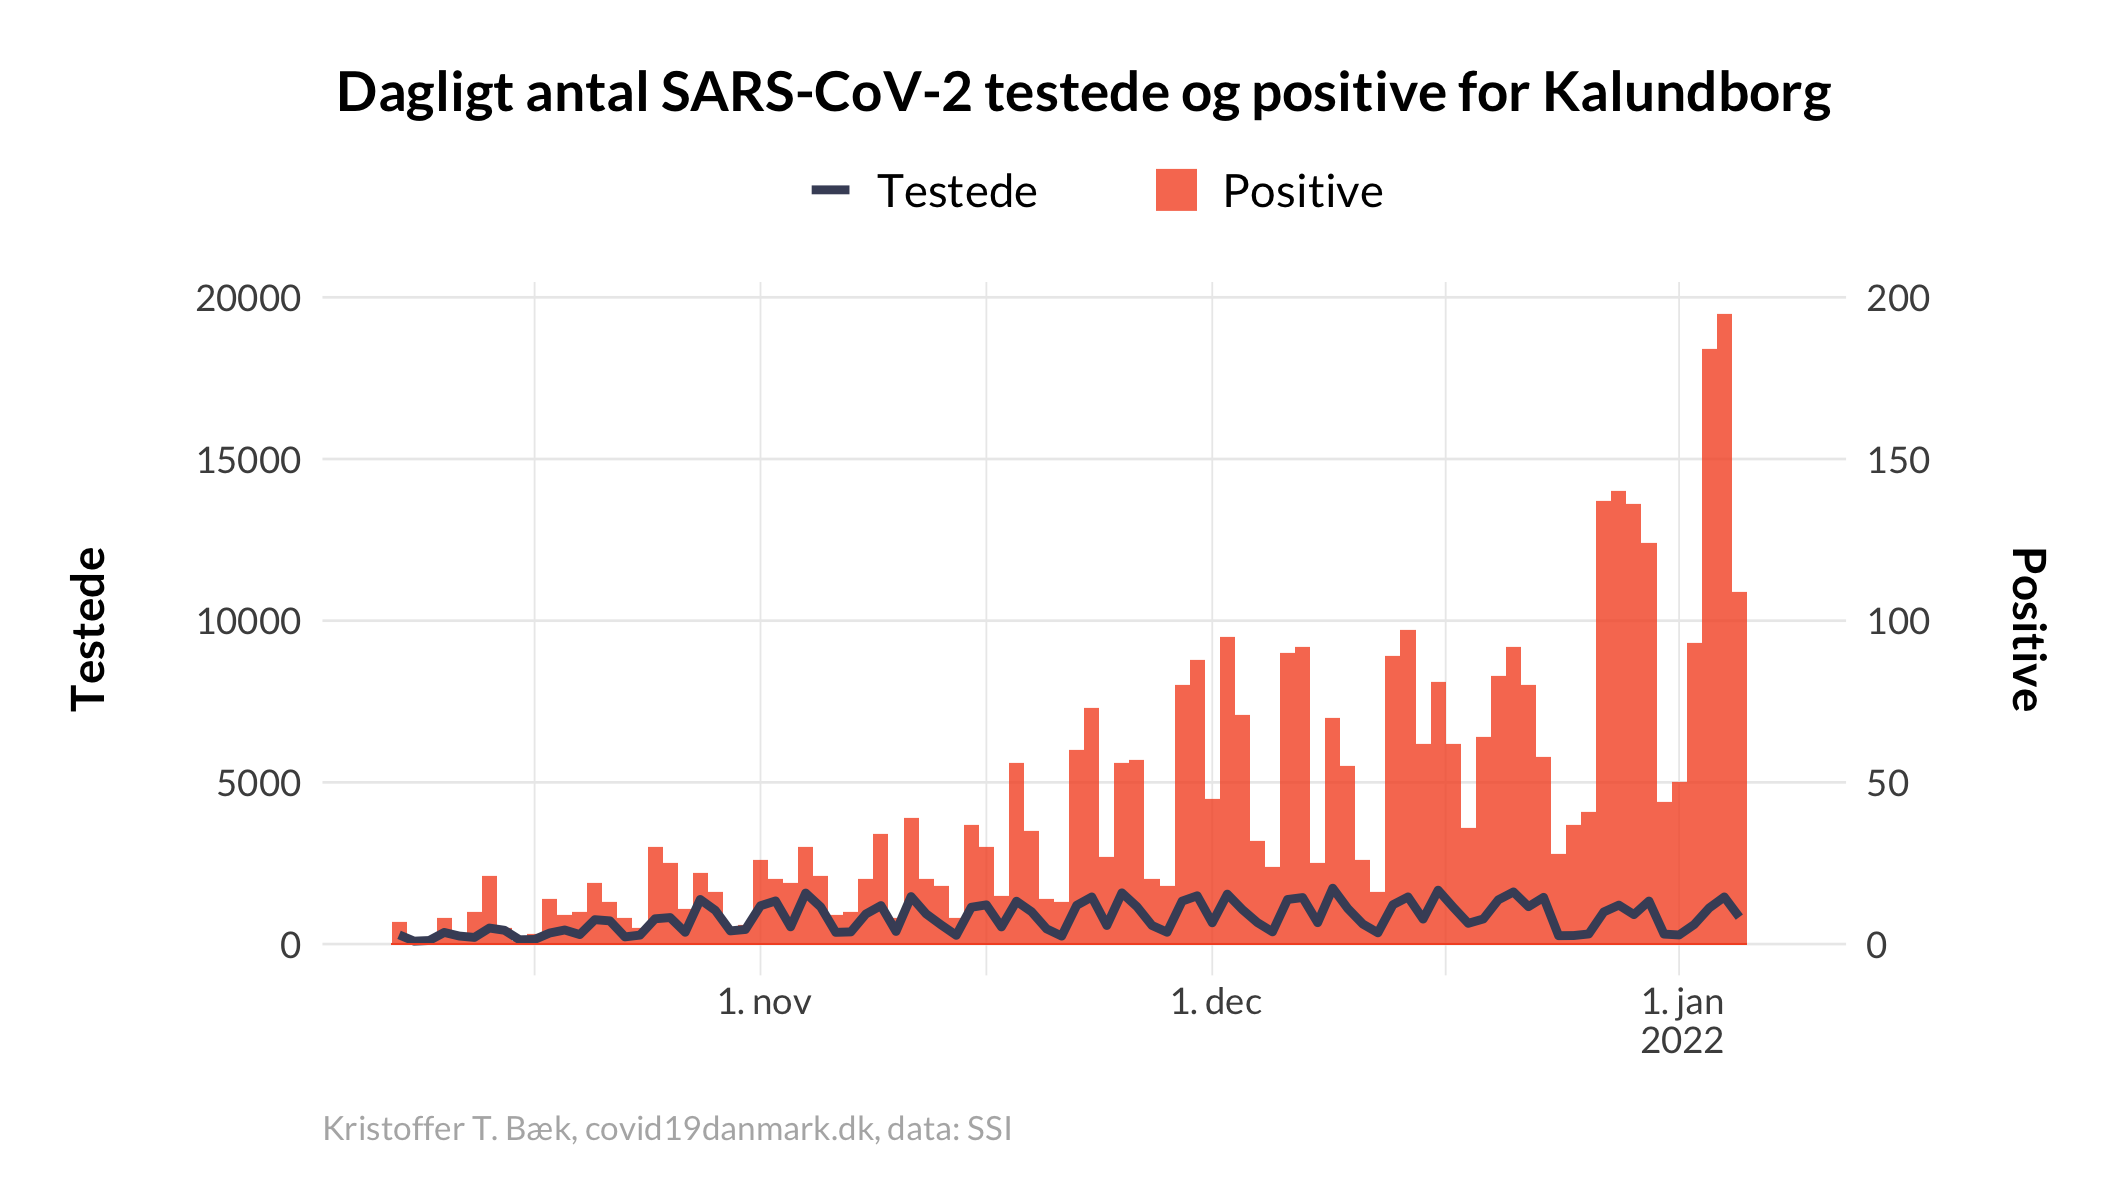 Dagligt antal SARS-CoV-2 testede og positive for Kalundborg
Testede
Positive
20000
15000
10000
5000
0
Testede
200
150
100
50
0
Positive
1. nov
1. dec
1. jan
2022
Kristoffer T. Bæk, covid19danmark.dk, data: SSI